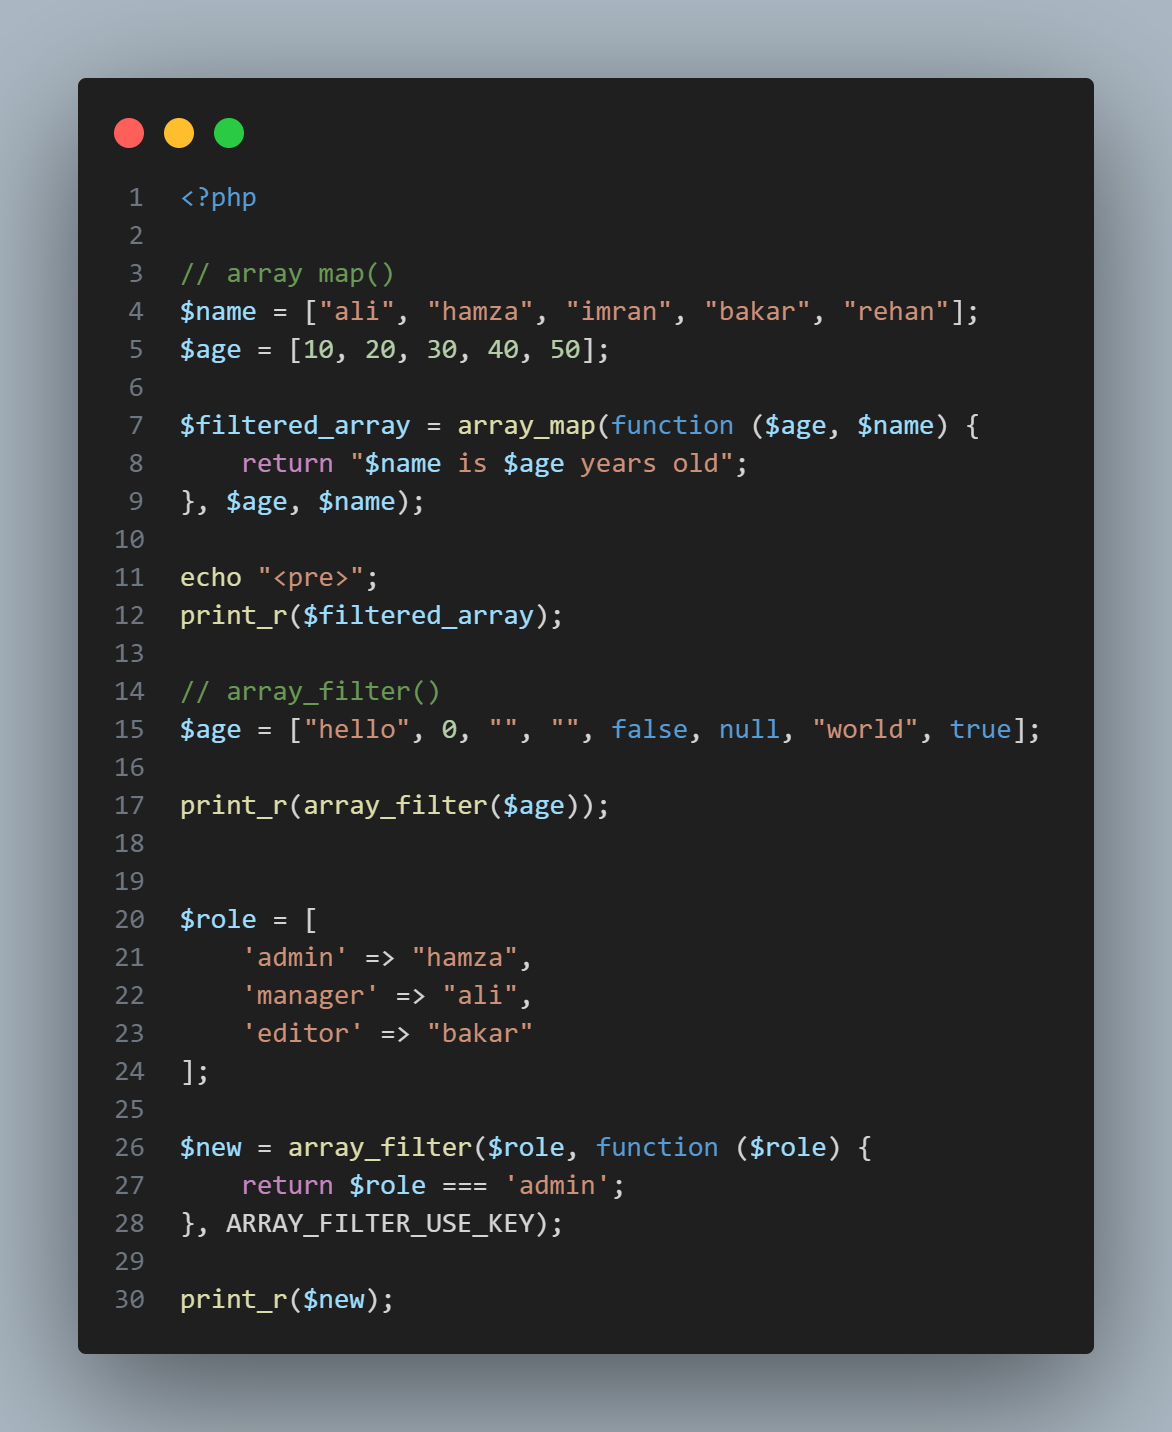 1 <?php
2
3 // array map()
4 $name = ["ali", "hamza", "imran", "bakar", "rehan"];
5 $age = [10, 20, 30, 40, 50];
6
7 $filtered_array = array_map(function ($age, $name) {
8     return "$name is $age years old";
9 }, $age, $name);
10
11 echo "<pre>";
12 print_r($filtered_array);
13
14 // array_filter()
15 $age = ["hello", 0, "", "", false, null, "world", true];
16
17 print_r(array_filter($age));
18
19
20 $role = [
21     'admin' => "hamza",
22     'manager' => "ali",
23     'editor' => "bakar"
24 ];
25
26 $new = array_filter($role, function ($role) {
27     return $role === 'admin';
28 }, ARRAY_FILTER_USE_KEY);
29
30 print_r($new);